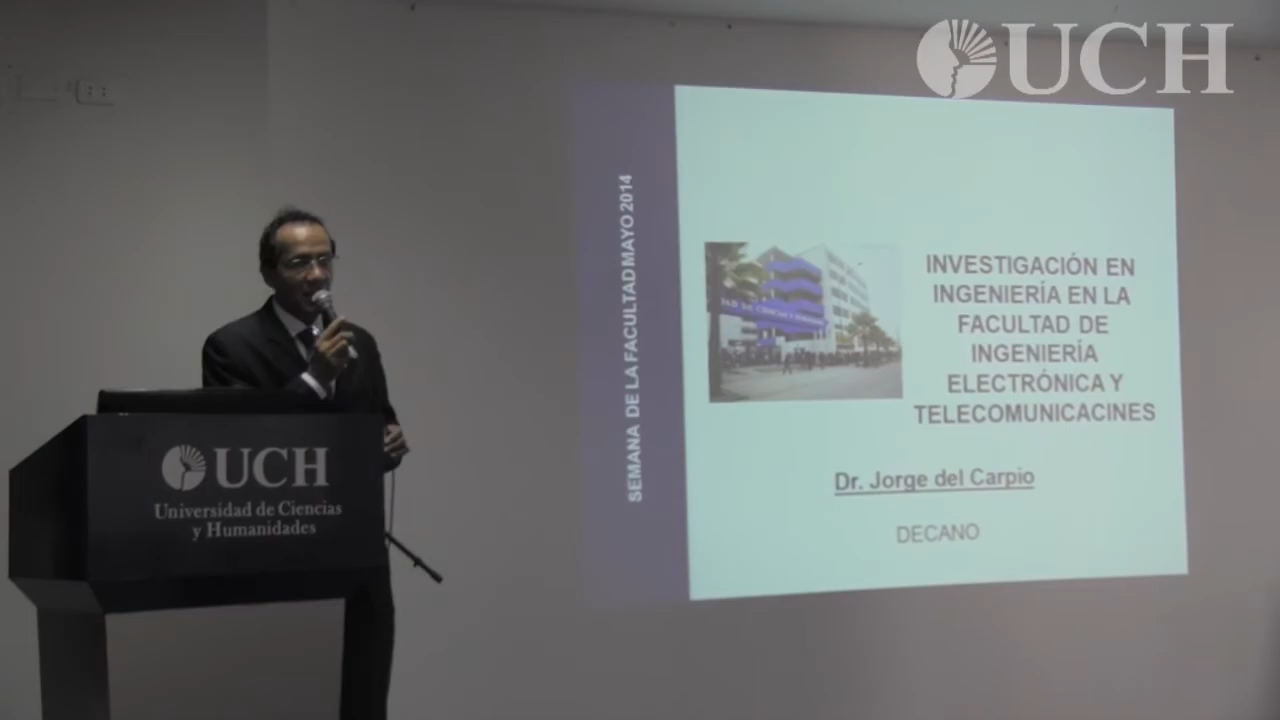 UCH
SEMANA DE LA FACULTAD MAYO 2014
INVESTIGACIÓN EN
INGENIERÍA EN LA
FACULTAD DE
INGENIERÍA
ELECTRÓNICA Y
TELECOMUNICACINES
Dr. Jorge del Carpio
DECANO
UCH
Universidad de Ciencias
y Humanidades